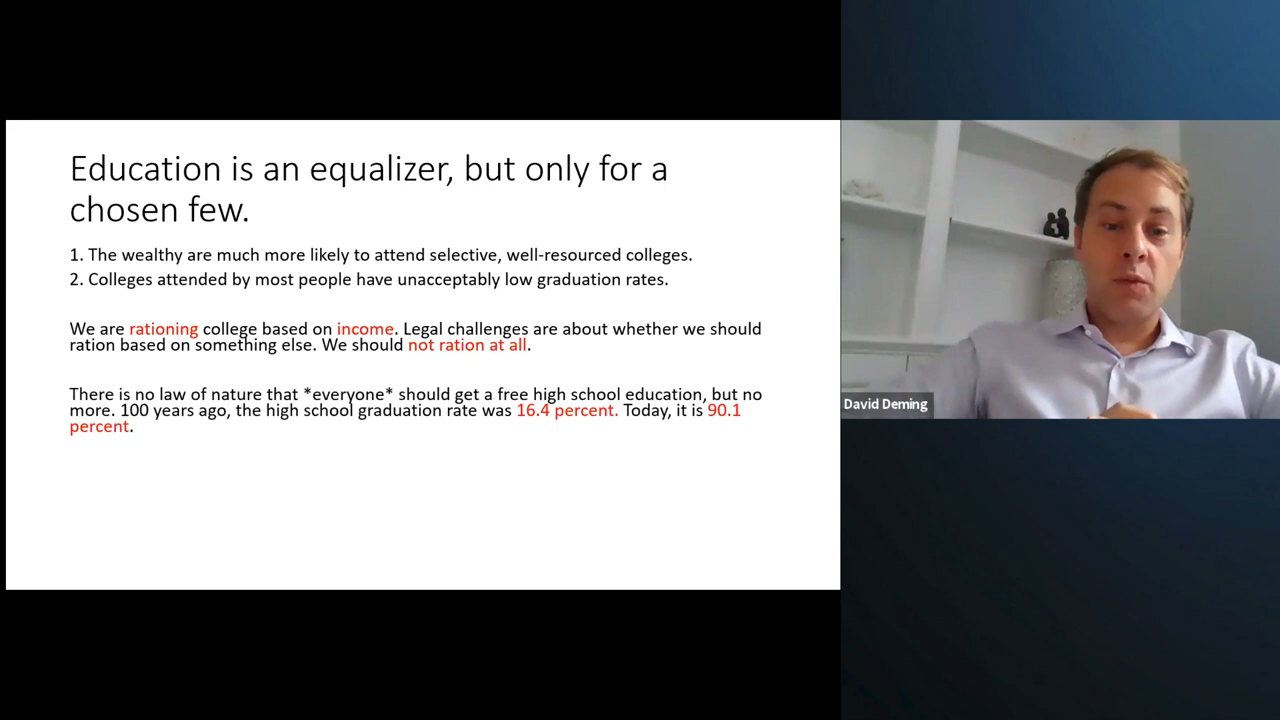 Education is an equalizer, but only for a
chosen few.
1. The wealthy are much more likely to attend selective, well-resourced colleges.
2. Colleges attended by most people have unacceptably low graduation rates.
We are rationing college based on income. Legal challenges are about whether we should
ration based on something else. We should not ration at all.
There is no law of nature that *everyone* should get a free high school education, but no
more. 100 years ago, the high school graduation rate was 16.4 percent. Today, it is 90.1
percent.
David Deming